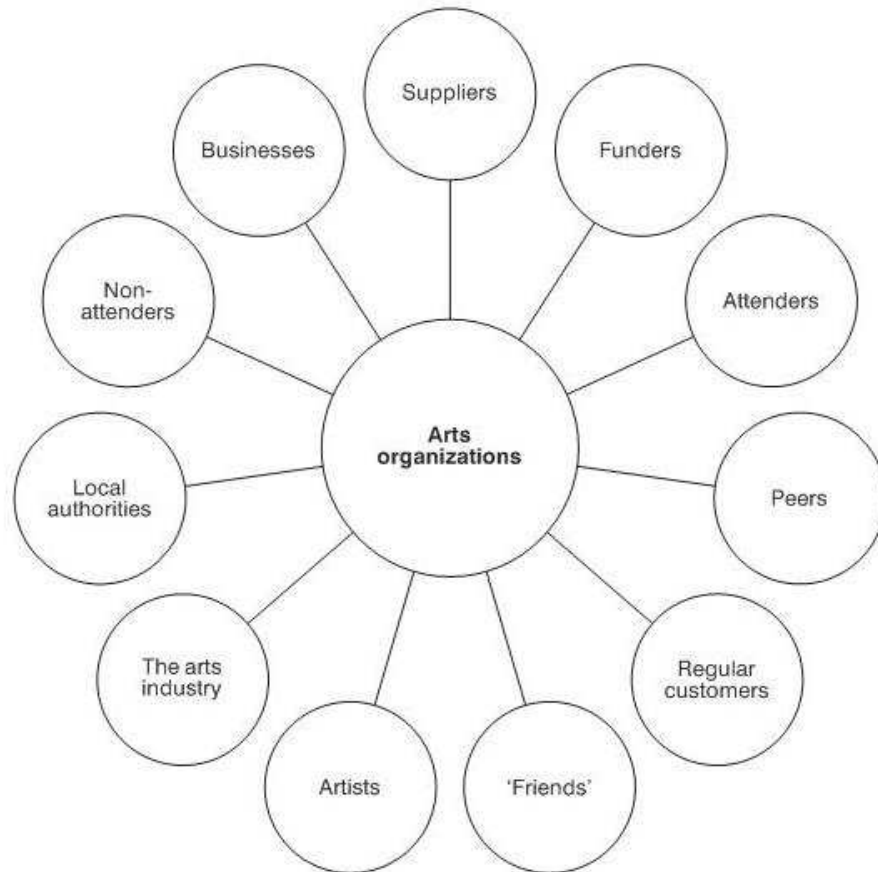 Suppliers
Businesses
Funders
Non-
attenders
Attenders
Arts
organizations
Local
authorities
Peers
The arts
industry
Regular
customers
Artists
‘Friends’